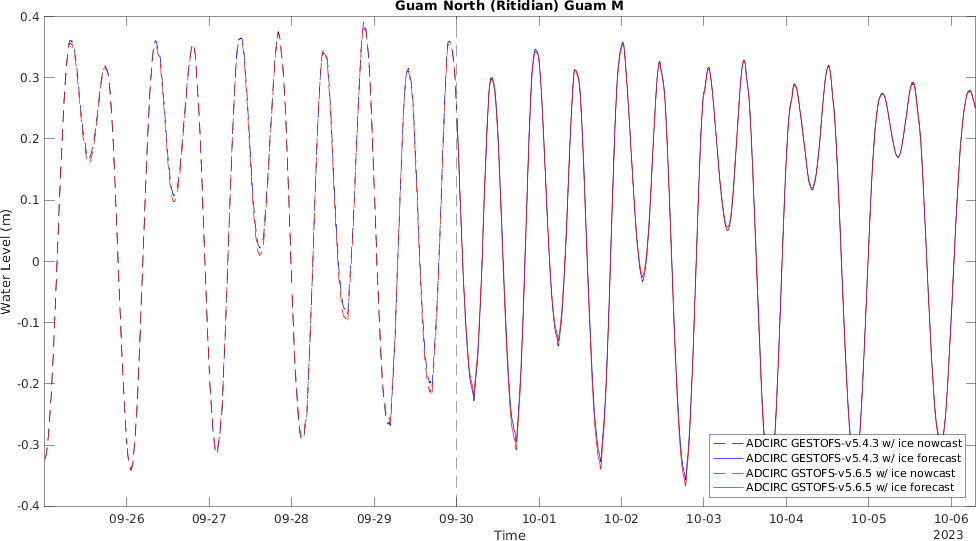 Guam North (Ritidian) Guam M
0.4
0.3
0.2
0.1
0
-0.1
-0.2
-0.3
-0.4
Water Level (m)
ADCIRC GESTOFS-v5.4.3 w/ ice nowcast
ADCIRC GESTOFS-v5.4.3 w/ ice forecast
ADCIRC GSTOFS-v5.6.5 w/ ice nowcast
ADCIRC GSTOFS-v5.6.5 w/ ice forecast
09-26 09-27 09-28 09-29 09-30 10-01 10-02 10-03 10-04 10-05 10-06
Time 2023